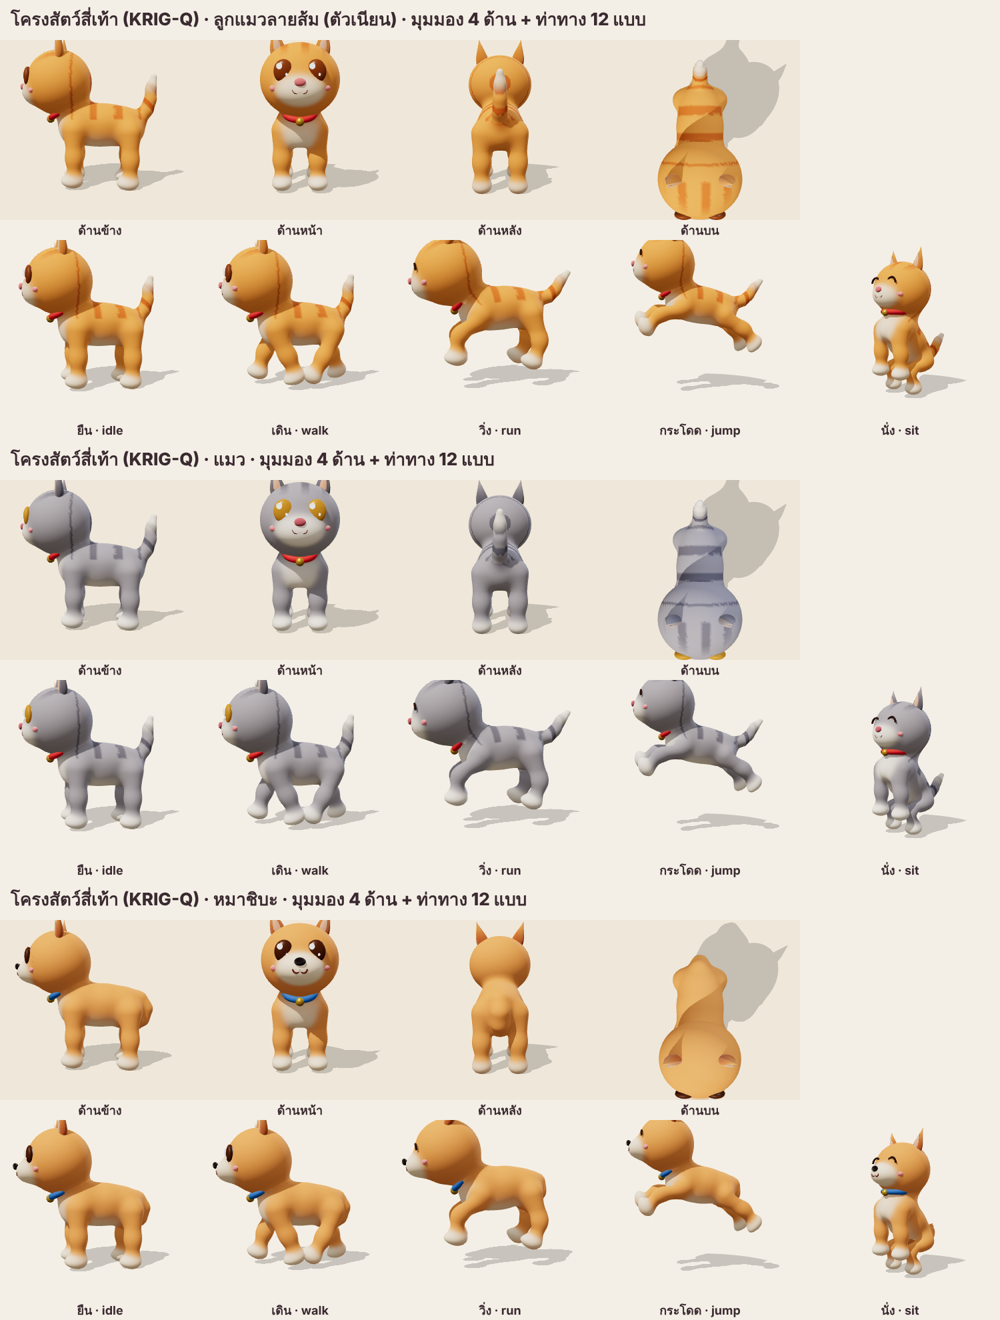 โครงสัตว์สี่เท้า (KRIG-Q) · ลูกแมวลายส้ม (ตัวเนียน) · มุมมอง 4 ด้าน + ท่าทาง 12 แบบ
ด้านข้าง ด้านหน้า ด้านหลัง ด้านบน
ยืน · idle เดิน · walk วิ่ง · run กระโดด · jump นั่ง · sit
โครงสัตว์สี่เท้า (KRIG-Q) · แมว · มุมมอง 4 ด้าน + ท่าทาง 12 แบบ
ด้านข้าง ด้านหน้า ด้านหลัง ด้านบน
ยืน · idle เดิน · walk วิ่ง · run กระโดด · jump นั่ง · sit
โครงสัตว์สี่เท้า (KRIG-Q) · หมาชิบะ · มุมมอง 4 ด้าน + ท่าทาง 12 แบบ
ด้านข้าง ด้านหน้า ด้านหลัง ด้านบน
ยืน · idle เดิน · walk วิ่ง · run กระโดด · jump นั่ง · sit